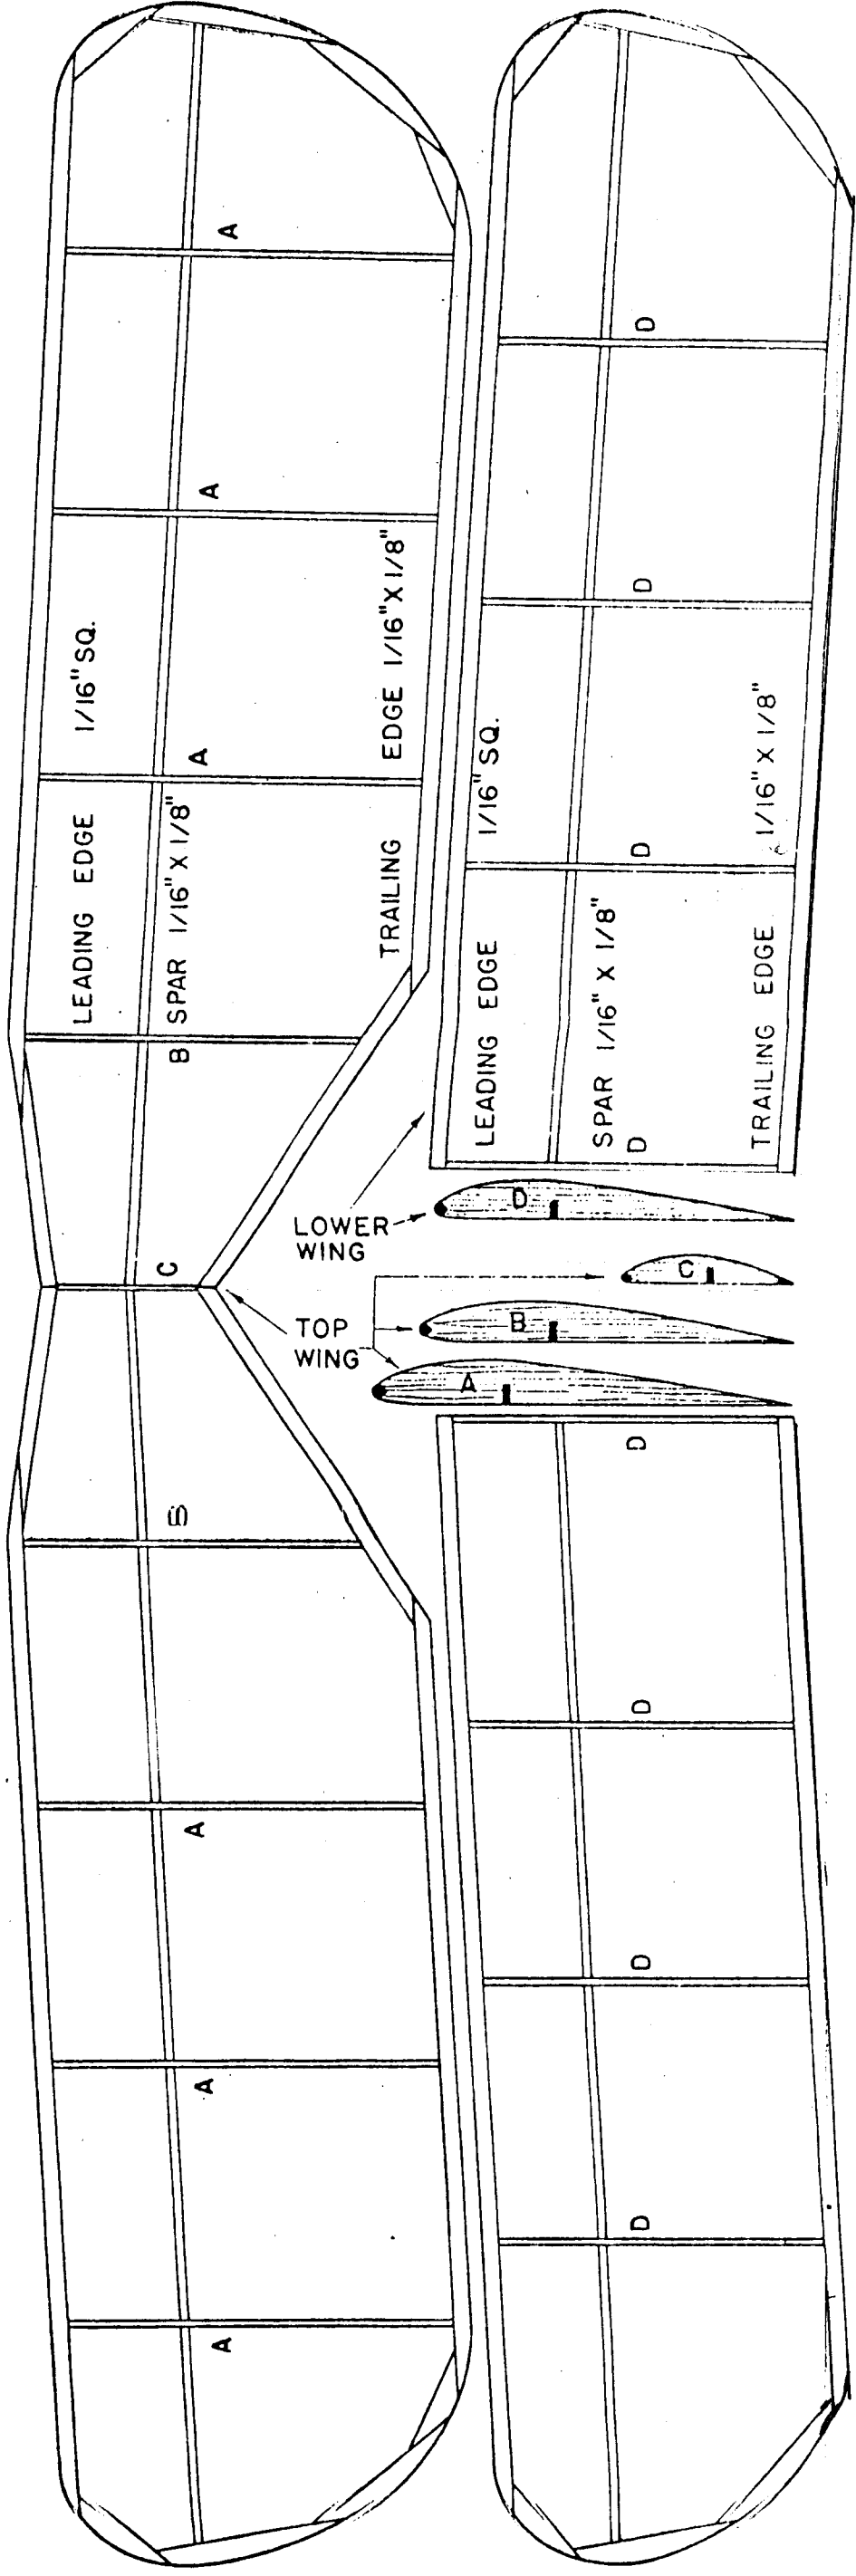 A
A
1/16" SQ.
EDGE 1/16" X 1/8"
A
LEADING EDGE
SPAR 1/16" X 1/8"
TRAILING
B
C
B
A
A
A
D
D
1/16" SQ.
1/16" X 1/8"
D
LEADING EDGE
SPAR 1/16" X 1/8"
TRAILING EDGE
D
LOWER
WING
D
C
TOP
WING
B
A
D
D
D
D